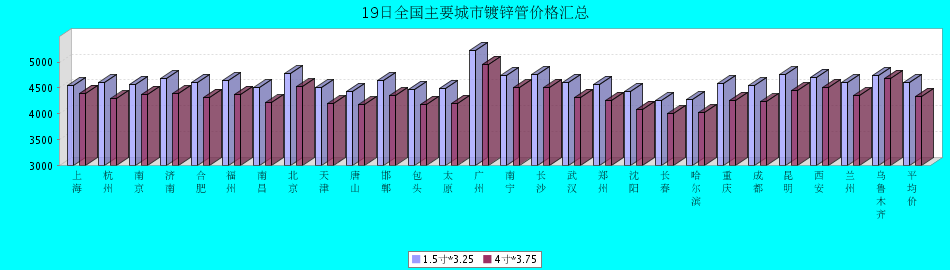 19日全国主要城市镀锌管价格汇总
5000
4500
4000
3500
3000
上海
杭州
南京
济南
合肥
福州
南昌
北京
天津
唐山
邯郸
包头
太原
广州
南宁
长沙
武汉
郑州
沈阳
长春
哈尔滨
重庆
成都
昆明
西安
兰州
乌鲁木齐
平均价
1.5寸*3.25
4寸*3.75